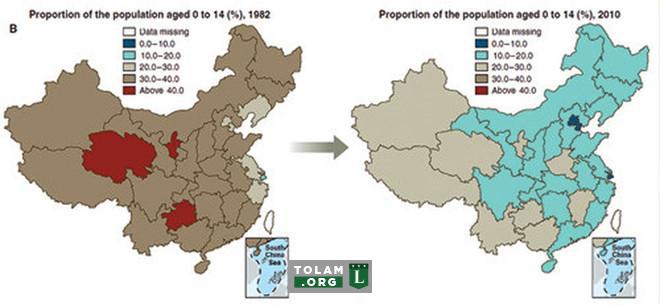 Proportion of the population aged 0 to 14 (%), 1982
B
Data missing
0.0–10.0
10.0–20.0
20.0–30.0
30.0–40.0
Above 40.0
South
China
Sea
Proportion of the population aged 0 to 14 (%), 2010
Data missing
0.0–10.0
10.0–20.0
20.0–30.0
30.0–40.0
Above 40.0
South
China
Sea
TOLAM
.ORG
L